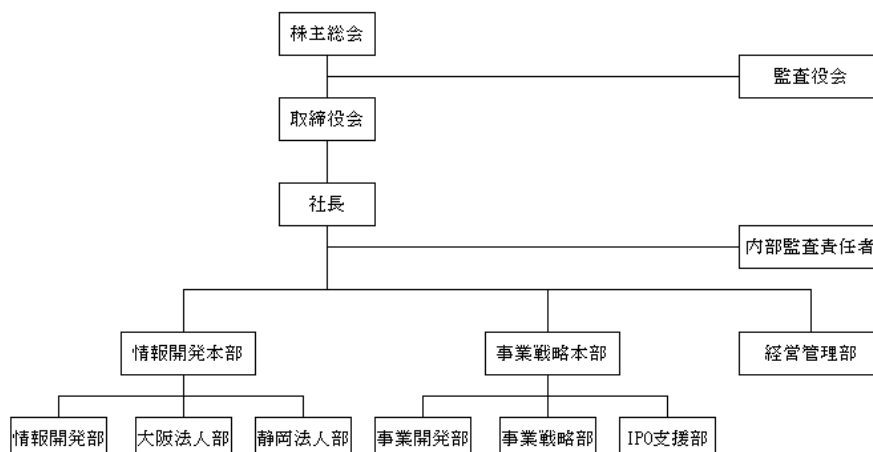 株主総会
監査役会
取締役会
社長
内部監査責任者
情報開発本部
事業戦略本部
経営管理部
情報開発部
大阪法人部
静岡法人部
事業開発部
事業戦略部
IPO支援部